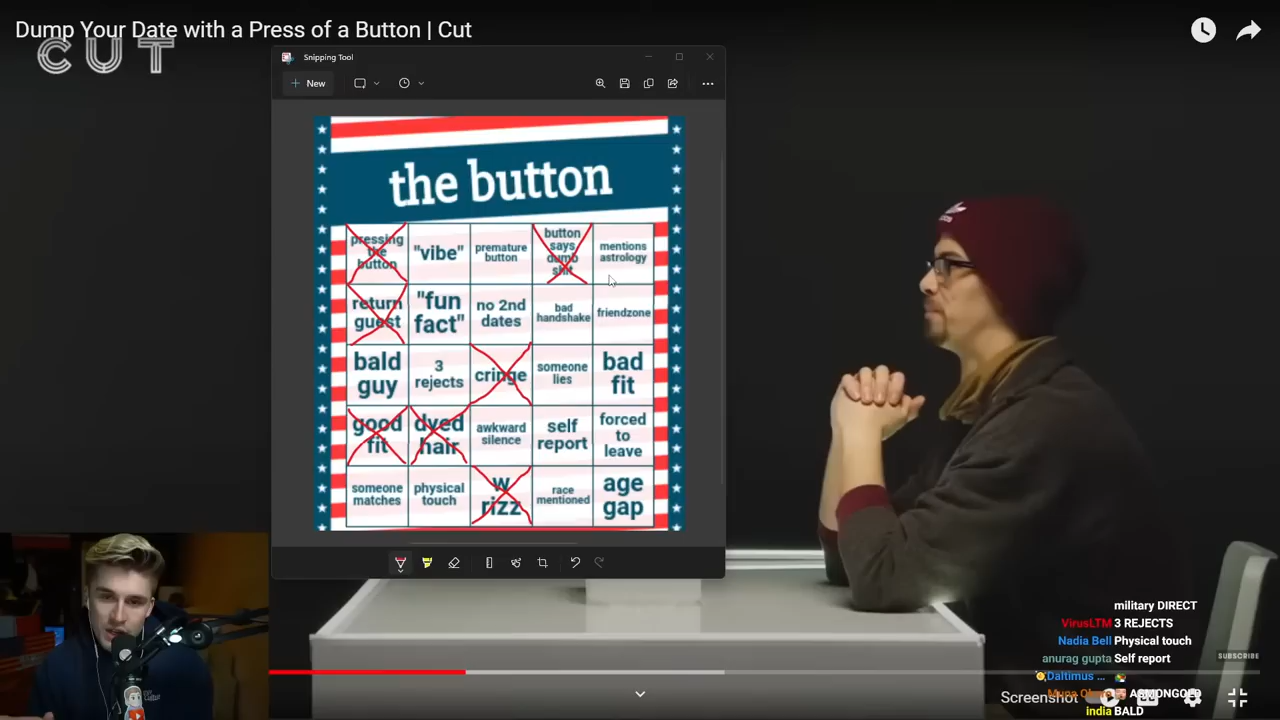 Dump Your Date with a Press of a Button | Cut
CUT
Snipping Tool
New
the button
pressing
the
button
"vibe"
premature
button
button
says
dumb
shit
mentions
astrology
return
guest
"fun
fact"
no 2nd
dates
bad
handshake
friendzone
bald
guy
3
rejects
cringe
someone
lies
bad
fit
good
fit
dyed
hair
awkward
silence
self
report
forced
to
leave
someone
matches
physical
touch
w
rizz
race
mentioned
age
gap
military DIRECT
VirusLTM 3 REJECTS
Nadia Bell Physical touch
anurag gupta Self report
SUBSCRIBE
Daltimus ...
ASMONGOLD
Screenshot
india BALD